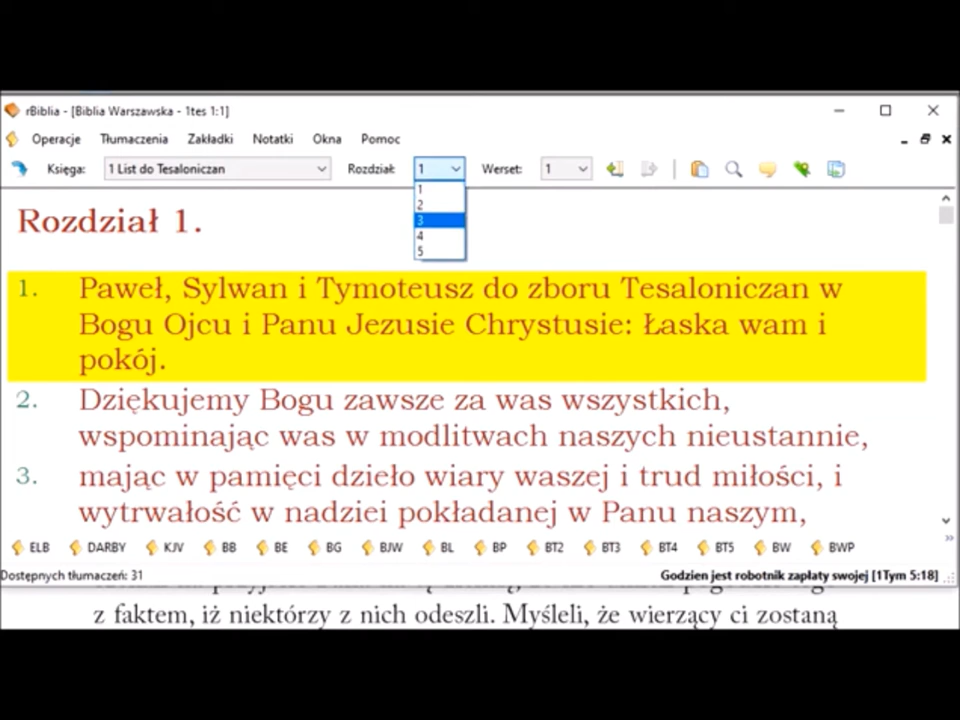 rBiblia - [Biblia Warszawska - 1tes 1:1]
Operacje Tłumaczenia Zakładki Notatki Okna Pomoc
Księga: 1 List do Tesaloniczan Rozdział: 1 Werset: 1
1
2
3
4
5
Rozdział 1.
1. Paweł, Sylwan i Tymoteusz do zboru Tesaloniczan w
Bogu Ojcu i Panu Jezusie Chrystusie: Łaska wam i
pokój.
2. Dziękujemy Bogu zawsze za was wszystkich,
wspominając was w modlitwach naszych nieustannie,
3. mając w pamięci dzieło wiary waszej i trud miłości, i
wytrwałość w nadziei pokładanej w Panu naszym,
ELB DARBY KJV BB BE BG BJW BL BP BT2 BT3 BT4 BT5 BW BWP
Dostępnych tłumaczeń: 31 Godzien jest robotnik zapłaty swojej [1Tym 5:18]
z faktem, iż niektórzy z nich odeszli. Myśleli, że wierzący ci zostaną